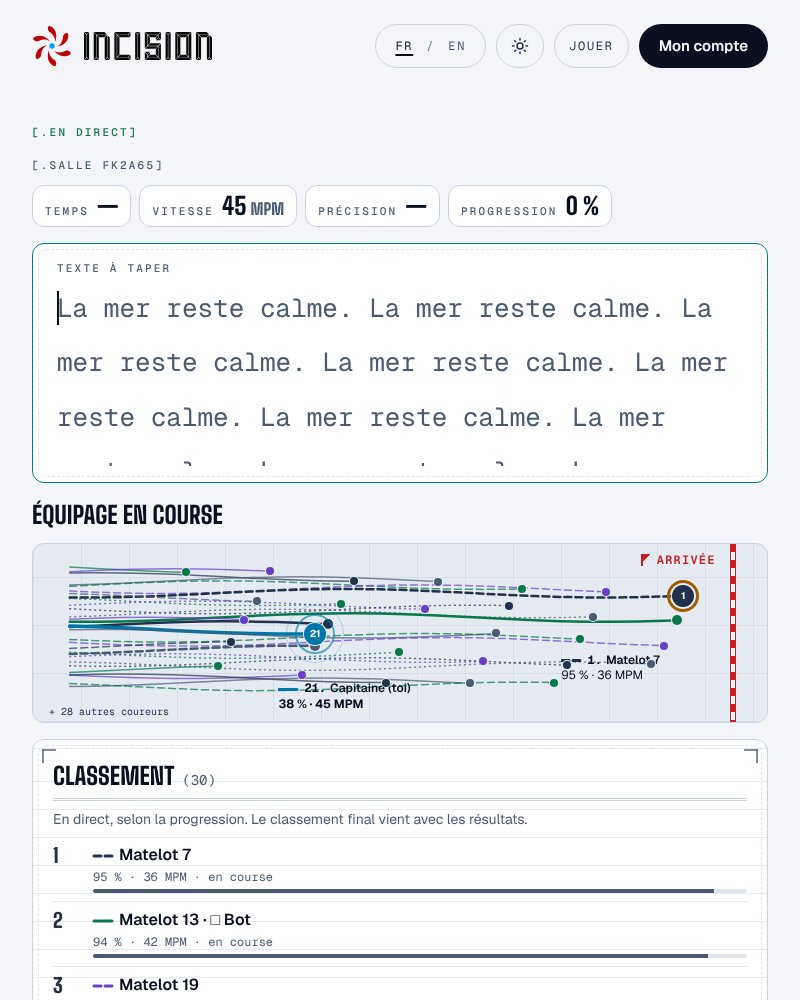 INCISION
FR / EN
JOUER
Mon compte
[.EN DIRECT]
[.SALLE FK2A65]
TEMPS —
VITESSE 45 MPM
PRÉCISION —
PROGRESSION 0 %
TEXTE À TAPER
La mer reste calme. La mer reste calme. La
mer reste calme. La mer reste calme. La mer
reste calme. La mer reste calme. La mer
ÉQUIPAGE EN COURSE
ARRIVÉE
1
21
1. Matelot 7
95 % · 36 MPM
21. Capitaine (toi)
38 % · 45 MPM
+ 28 autres coureurs
CLASSEMENT (30)
En direct, selon la progression. Le classement final vient avec les résultats.
1 Matelot 7
95 % · 36 MPM · en course
2 Matelot 13 · □ Bot
94 % · 42 MPM · en course
3 Matelot 19